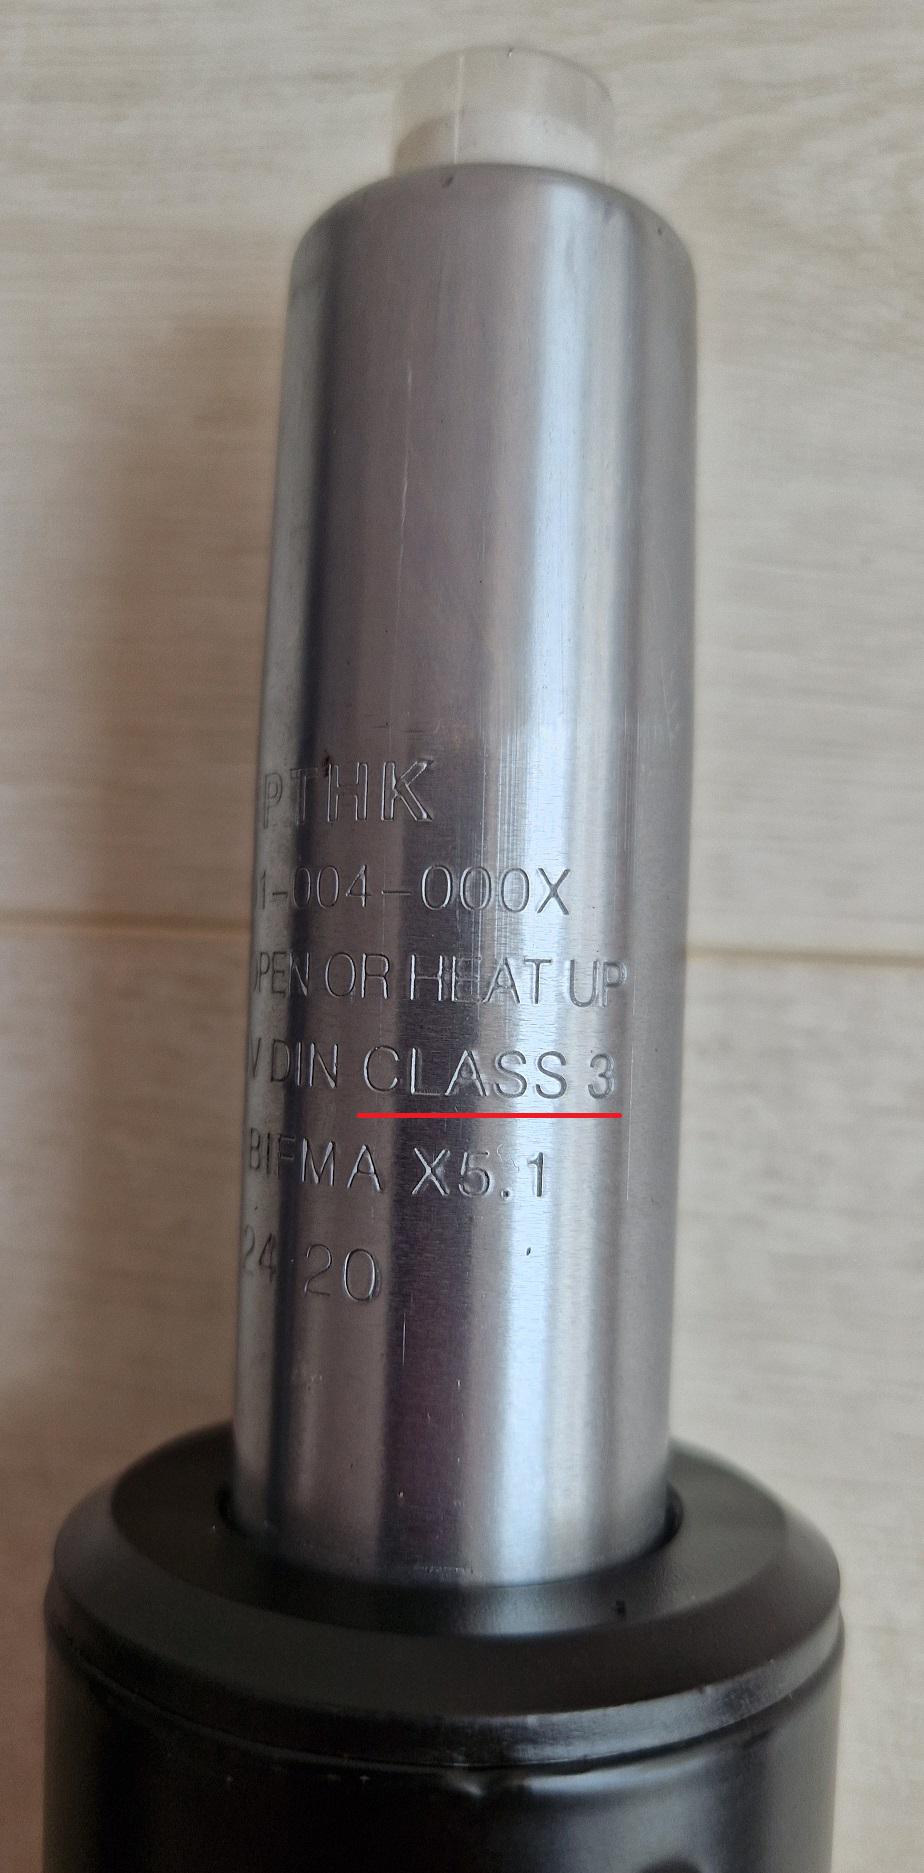 PTHK
1-004-000X
PEN OR HEAT UP
V DIN CLASS 3
BIFMA X5.1
24 20